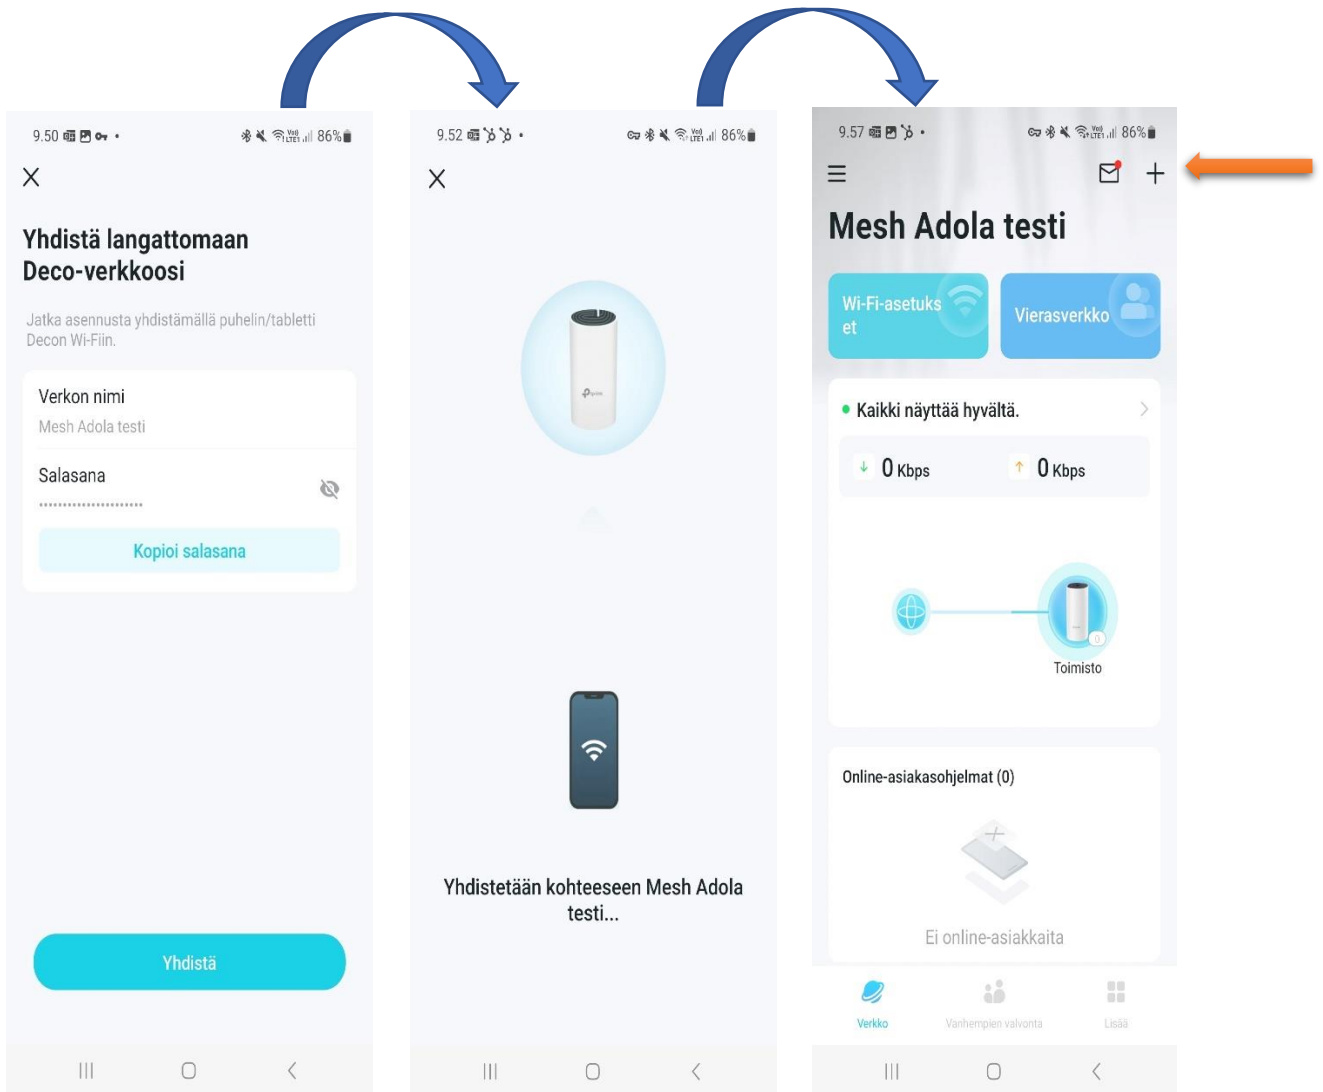 9.50
86%
Yhdistä langattomaan
Deco-verkkoosi
Jatka asennusta yhdistämällä puhelin/tabletti
Decon Wi-Fiin.
Verkon nimi
Mesh Adola testi
Salasana
Kopioi salasana
Yhdistä
9.52
86%
Yhdistetään kohteeseen Mesh Adola
testi...
9.57
86%
Mesh Adola testi
Wi-Fi-asetuks
et
Vierasverkko
Kaikki näyttää hyvältä.
0 Kbps
0 Kbps
0
Toimisto
Online-asiakasohjelmat (0)
Ei online-asiakkaita
Verkko
Vanhempien valvonta
Lisää